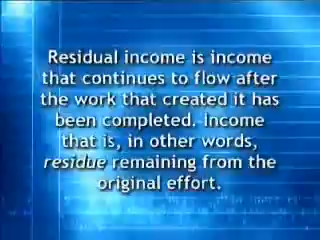 Residual income is income
that continues to flow after
the work that created it has
been completed. Income
that is, in other words,
residue remaining from the
original effort.